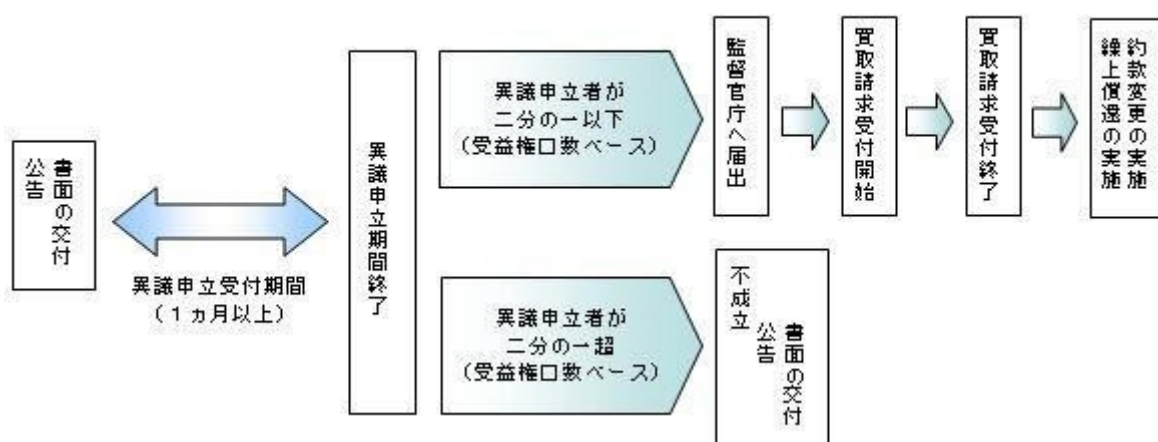 書面の交付
公告
異議申立受付期間
(1ヵ月以上)
異議申立期間終了
異議申立者が
二分の一以下
(受益権口数ベース)
監督官庁へ届出
買取請求受付開始
買取請求受付終了
約款変更の実施
繰上償還の実施
異議申立者が
二分の一超
(受益権口数ベース)
不成立
書面の交付
公告